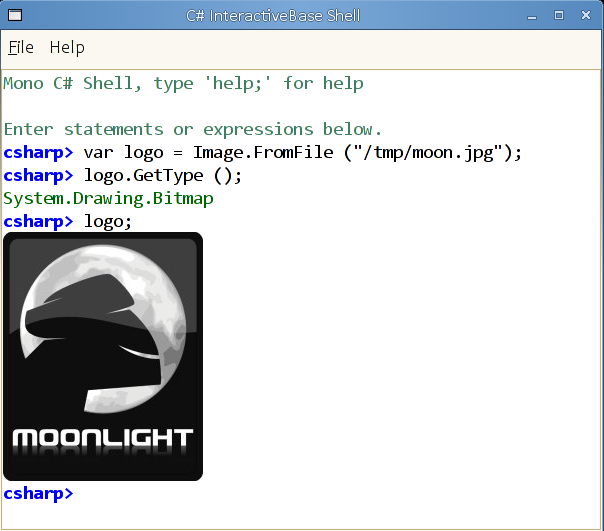 C# InteractiveBase Shell
File Help
Mono C# Shell, type 'help;' for help
Enter statements or expressions below.
csharp> var logo = Image.FromFile ("/tmp/moon.jpg");
csharp> logo.GetType ();
System.Drawing.Bitmap
csharp> logo;
MOONLIGHT
csharp>